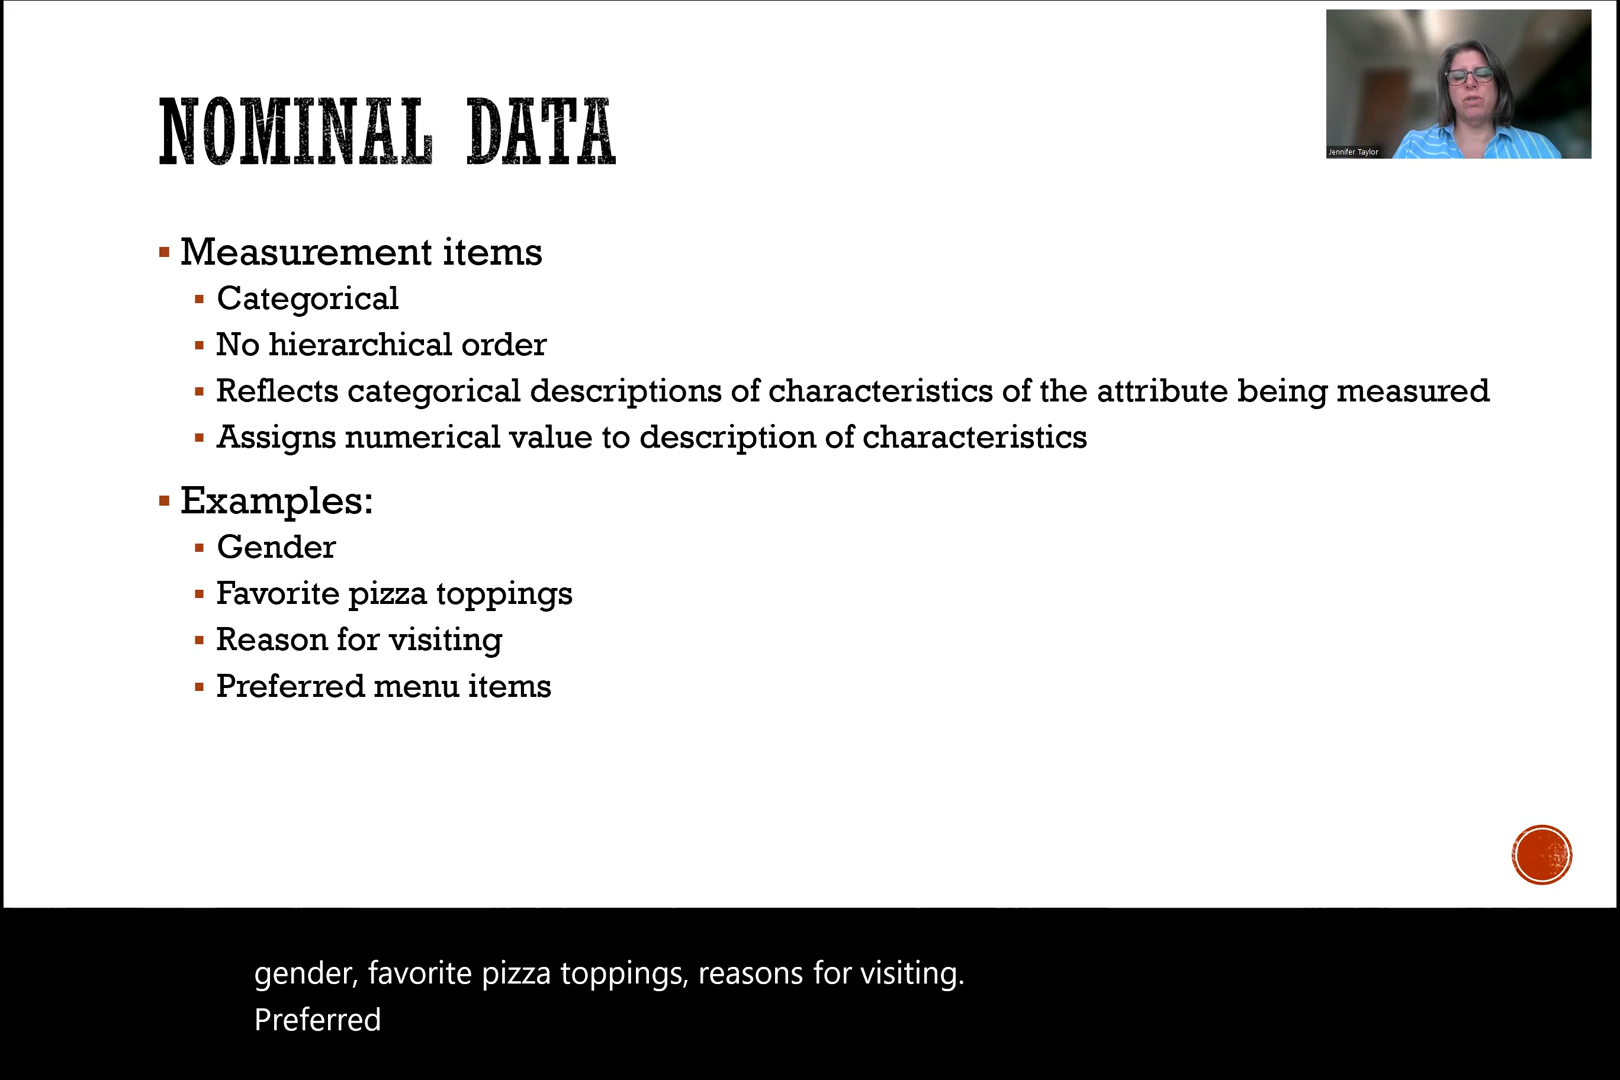 NOMINAL DATA
Jennifer Taylor
Measurement items
Categorical
No hierarchical order
Reflects categorical descriptions of characteristics of the attribute being measured
Assigns numerical value to description of characteristics
Examples:
Gender
Favorite pizza toppings
Reason for visiting
Preferred menu items
gender, favorite pizza toppings, reasons for visiting.
Preferred